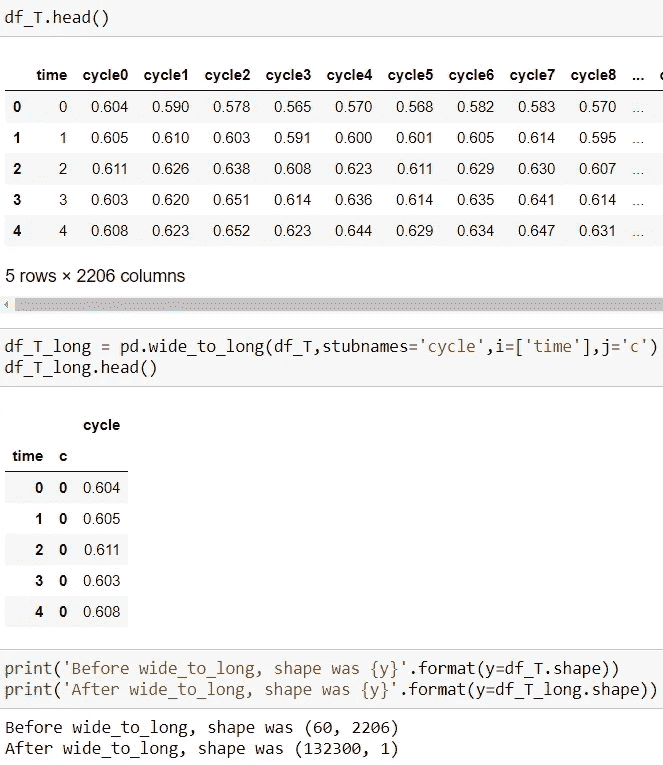 df_T.head()
time cycle0 cycle1 cycle2 cycle3 cycle4 cycle5 cycle6 cycle7 cycle8 ...
0 0 0.604 0.590 0.578 0.565 0.570 0.568 0.582 0.583 0.570 ...
1 1 0.605 0.610 0.603 0.591 0.600 0.601 0.605 0.614 0.595 ...
2 2 0.611 0.626 0.638 0.608 0.623 0.611 0.629 0.630 0.607 ...
3 3 0.603 0.620 0.651 0.614 0.636 0.614 0.635 0.641 0.614 ...
4 4 0.608 0.623 0.652 0.623 0.644 0.629 0.634 0.647 0.631 ...
5 rows × 2206 columns
df_T_long = pd.wide_to_long(df_T,stubnames='cycle',i=['time'],j='c')
df_T_long.head()
cycle
time c
0 0 0.604
1 0 0.605
2 0 0.611
3 0 0.603
4 0 0.608
print('Before wide_to_long, shape was {y}'.format(y=df_T.shape))
print('After wide_to_long, shape was {y}'.format(y=df_T_long.shape))
Before wide_to_long, shape was (60, 2206)
After wide_to_long, shape was (132300, 1)